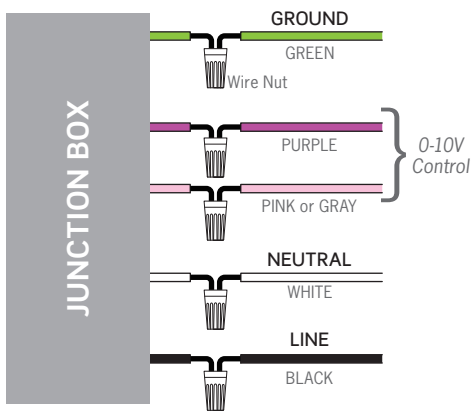 JUNCTION BOX
GROUND
GREEN
Wire Nut
PURPLE
PINK or GRAY
0-10V
Control
NEUTRAL
WHITE
LINE
BLACK